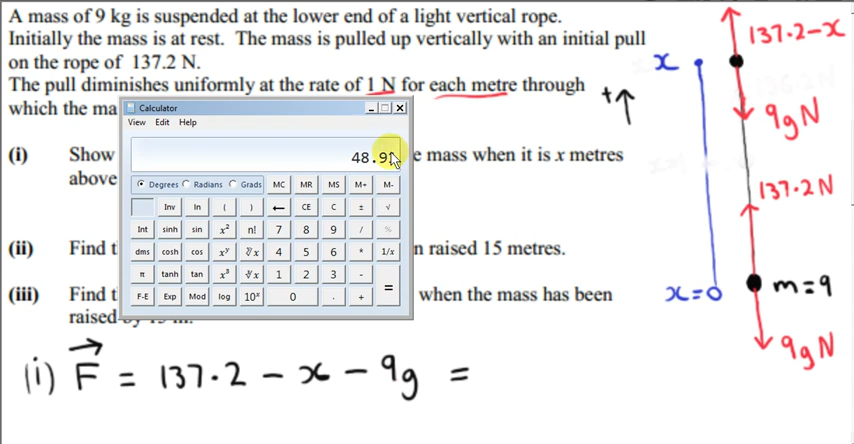 A mass of 9 kg is suspended at the lower end of a light vertical rope.
Initially the mass is at rest. The mass is pulled up vertically with an initial pull
on the rope of 137.2 N.
The pull diminishes uniformly at the rate of 1 N for each metre through
which the ma
(i) Show e mass when it is x metres
above
(ii) Find t n raised 15 metres.
(iii) Find t when the mass has been
raised by 15 m.
Calculator
View Edit Help
48.9
Degrees Radians Grads MC MR MS M+ M-
Inv ln ( ) ← CE C ± √
Int sinh sin x² n! 7 8 9 / %
dms cosh cos xʸ ʸ√x 4 5 6 * 1/x
π tanh tan x³ ³√x 1 2 3 - =
F-E Exp Mod log 10ˣ 0 . +
137.2-x
x
+↑
9gN
137.2N
x=0
m=9
9gN
(i) F = 137.2 - x - 9g =